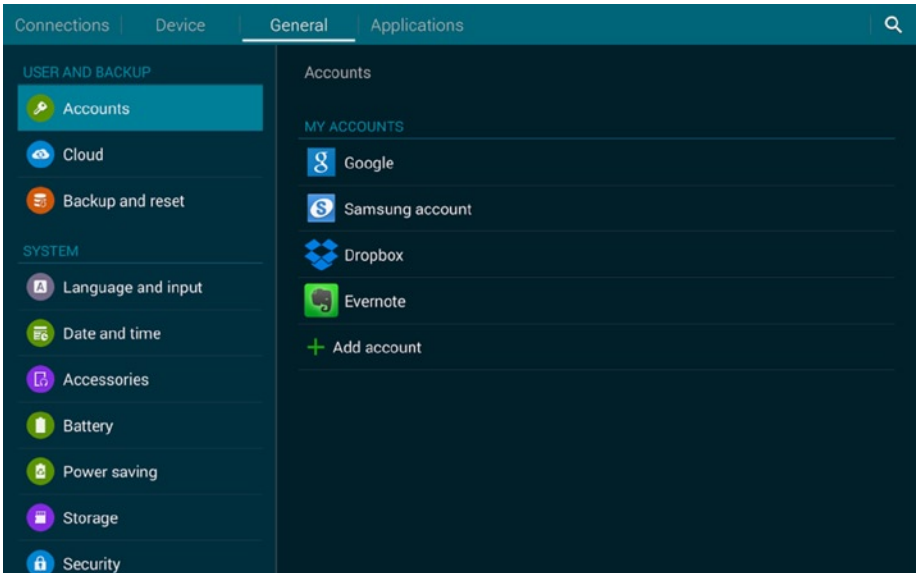 Connections
Device
General
Applications
USER AND BACKUP
Accounts
Cloud
Backup and reset
SYSTEM
Language and input
Date and time
Accessories
Battery
Power saving
Storage
Security
Accounts
MY ACCOUNTS
Google
Samsung account
Dropbox
Evernote
Add account